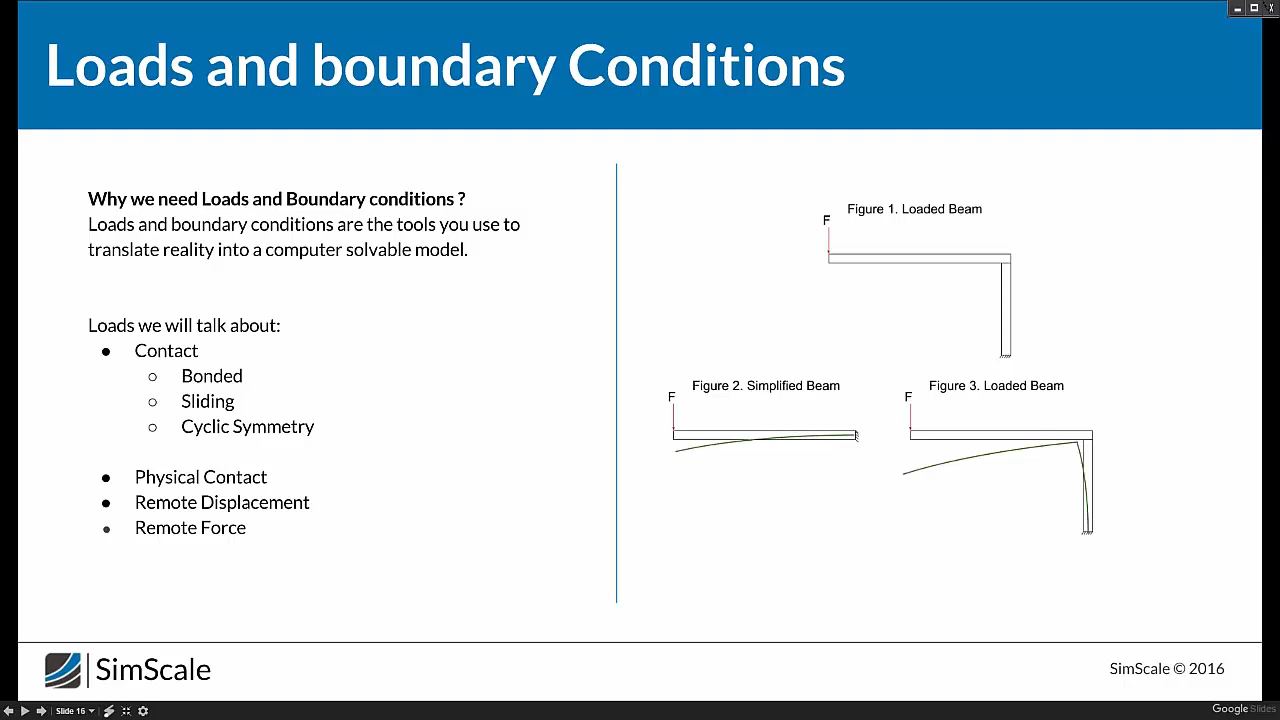 Loads and boundary Conditions
Why we need Loads and Boundary conditions ?
Loads and boundary conditions are the tools you use to
translate reality into a computer solvable model.
Loads we will talk about:
● Contact
○ Bonded
○ Sliding
○ Cyclic Symmetry
● Physical Contact
● Remote Displacement
● Remote Force
Figure 1. Loaded Beam
F
Figure 2. Simplified Beam
F
Figure 3. Loaded Beam
F
SimScale
SimScale © 2016
Slide 16
Google Slides